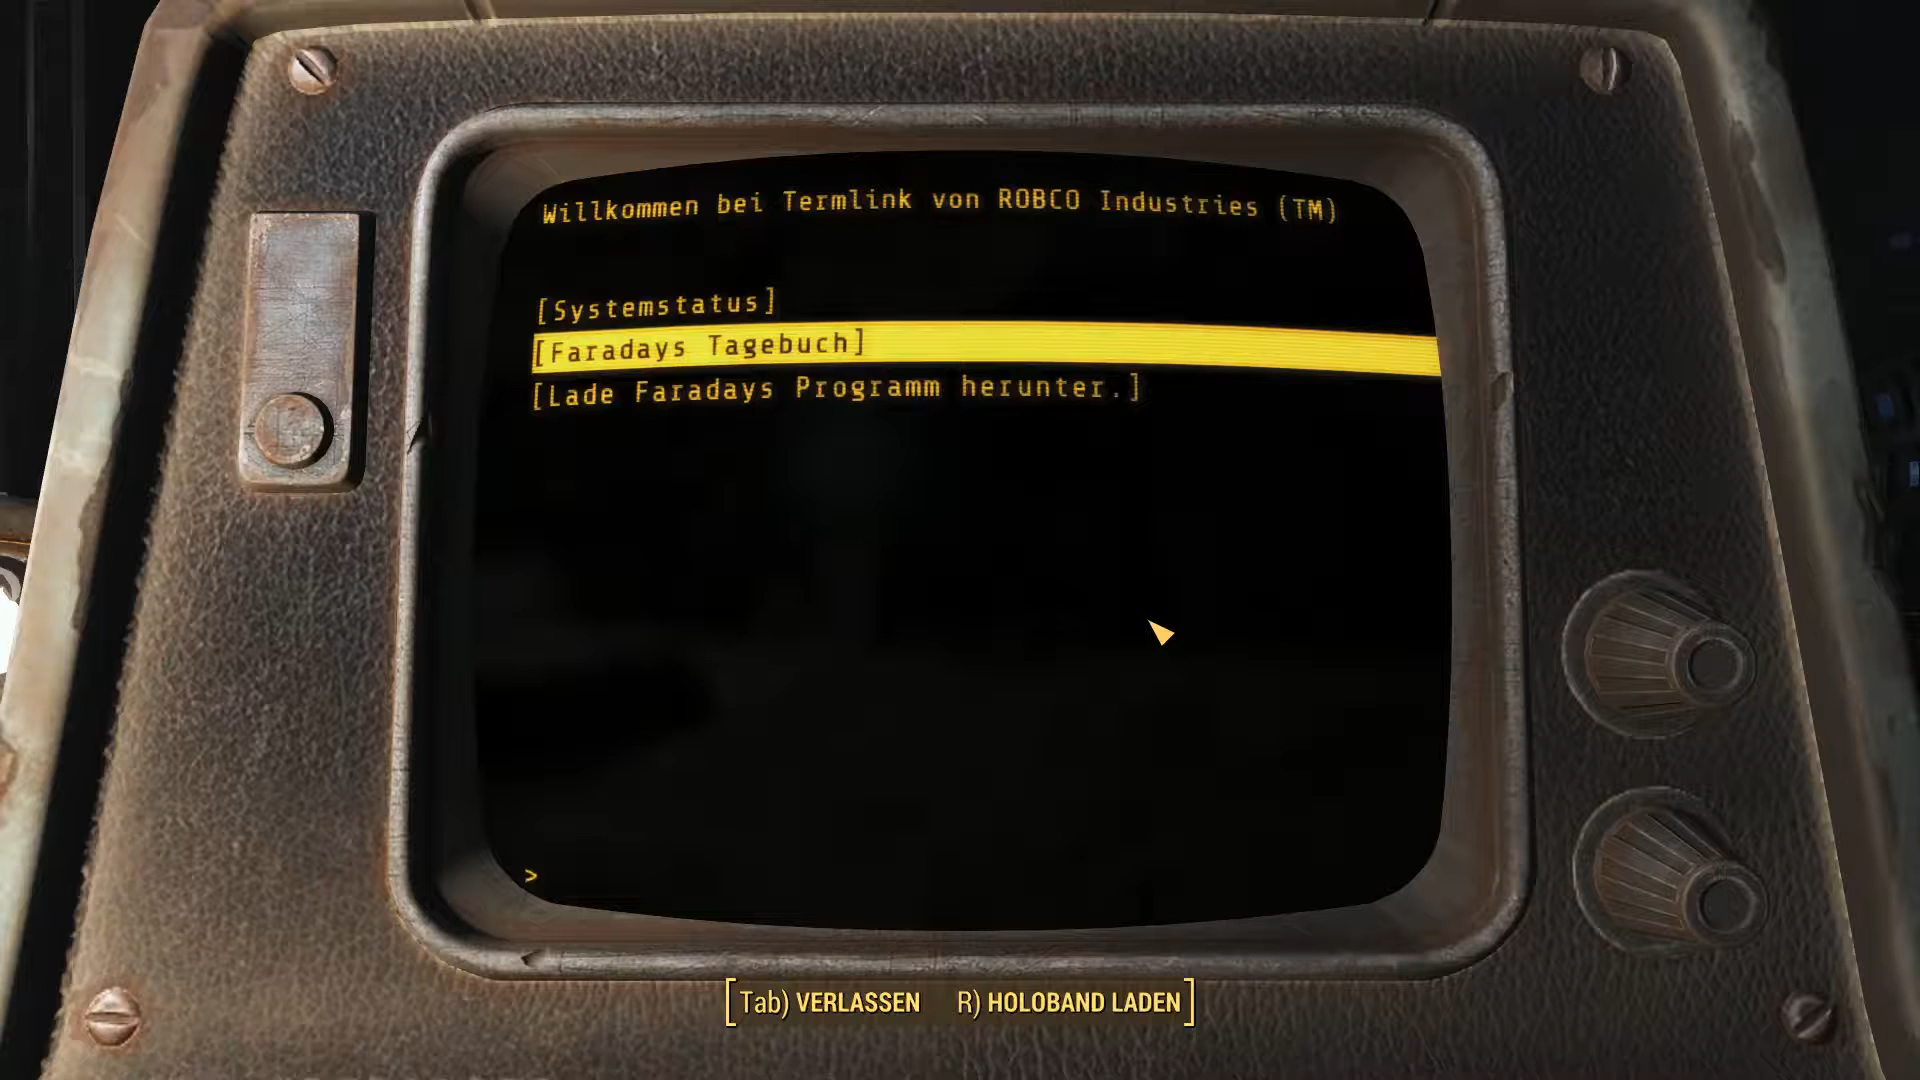 Willkommen bei Termlink von ROBCO Industries (TM)
[Systemstatus]
[Faradays Tagebuch]
[Lade Faradays Programm herunter.]
>
[Tab) VERLASSEN R) HOLOBAND LADEN]